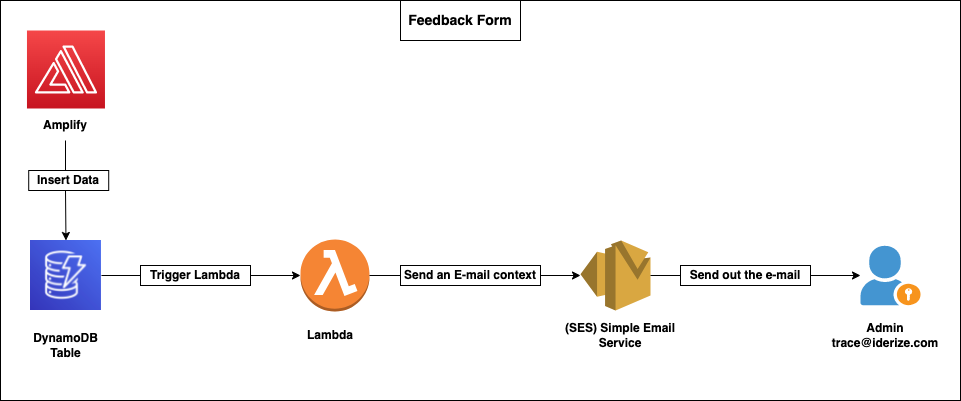 Feedback Form
Amplify
Insert Data
Trigger Lambda
Send an E-mail context
Send out the e-mail
DynamoDB
Table
Lambda
(SES) Simple Email
Service
Admin
trace@iderize.com